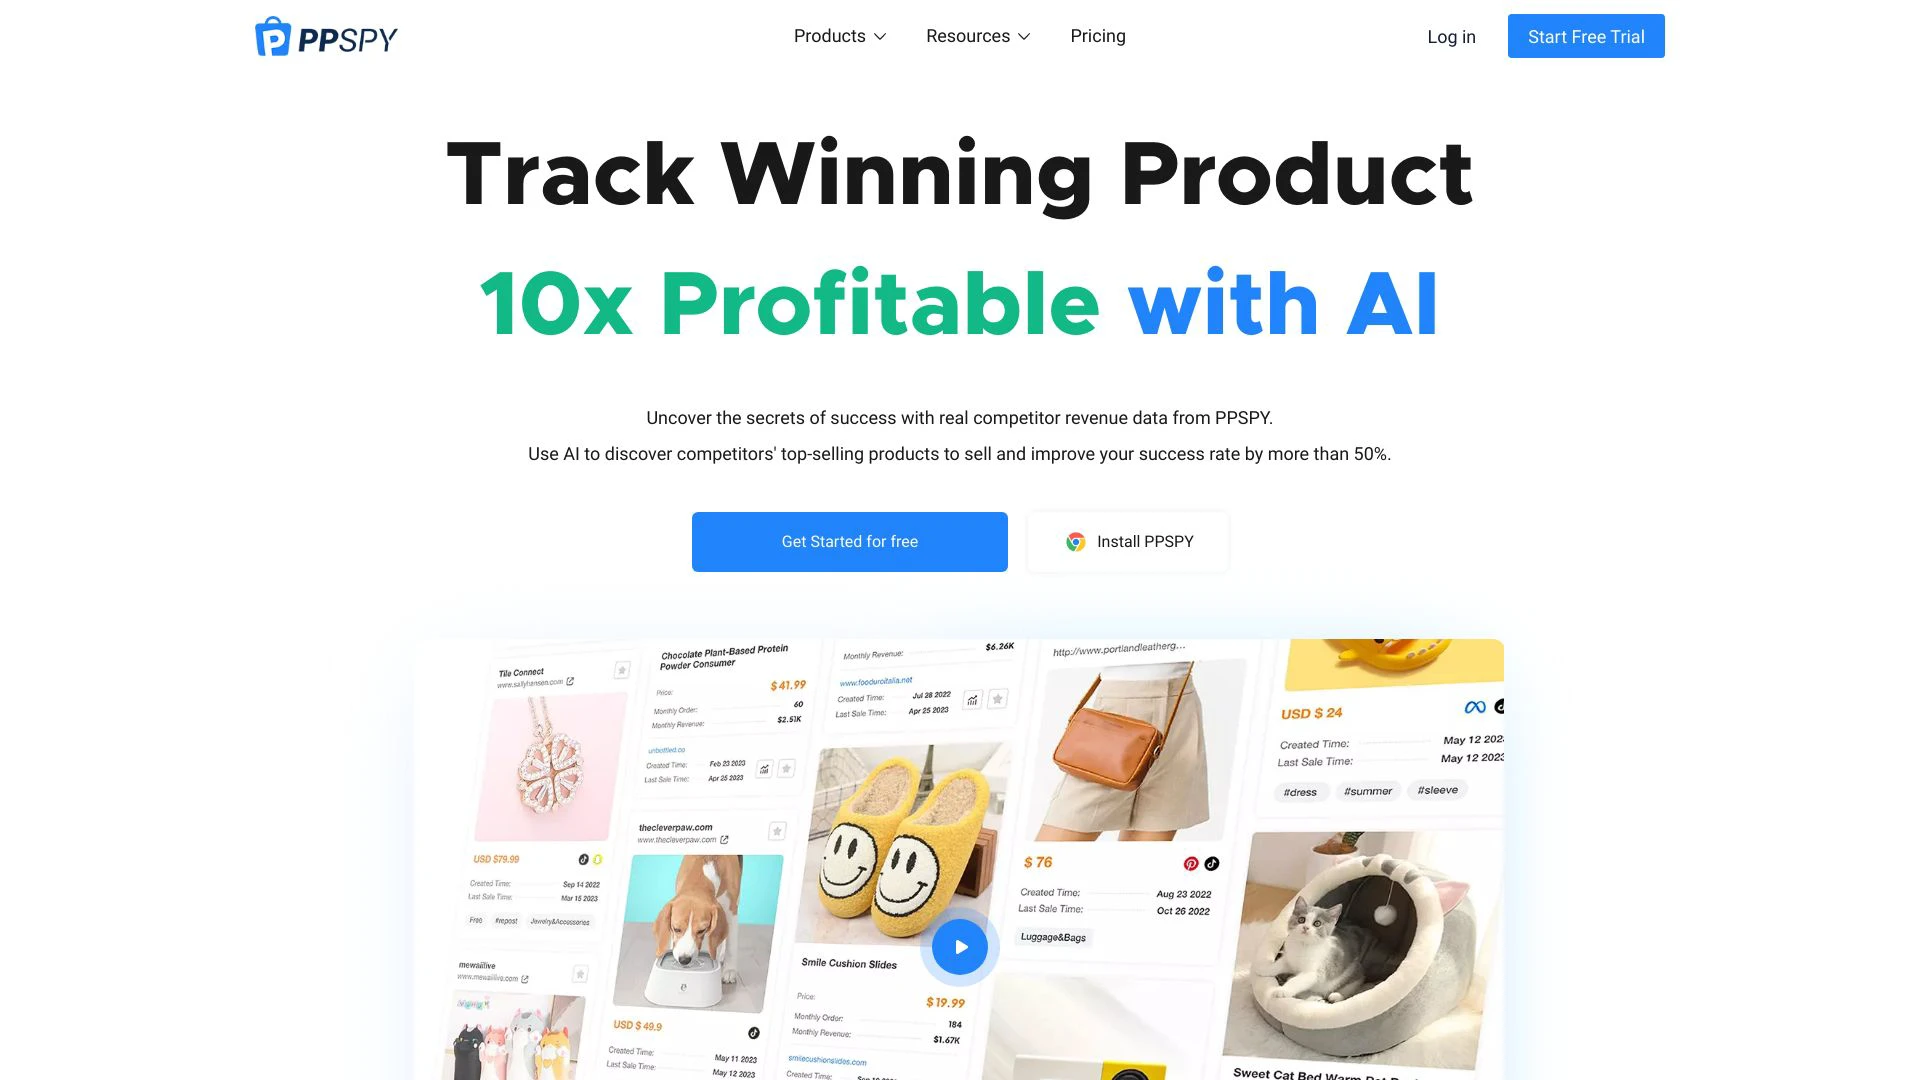 PPSPY
Products
Resources
Pricing
Log in
Start Free Trial
Track Winning Product
10x Profitable with AI
Uncover the secrets of success with real competitor revenue data from PPSPY.
Use AI to discover competitors' top-selling products to sell and improve your success rate by more than 50%.
Get Started for free
Install PPSPY
Tile Connect
www.sallyhansen.com
USD $79.99
Created Time: Sep 14 2022
Last Sale Time: Mar 15 2023
Free #repost Jewelry&Accessories
mewaiilive
www.mewaiilive.com
Chocolate Plant-Based Protein
Powder Consumer
Price: $41.99
Monthly Order: 60
Monthly Revenue: $2.51K
unbottled.co
Created Time: Feb 23 2023
Last Sale Time: Apr 25 2023
thecleverpaw.com
www.thecleverpaw.com
USD $ 49.9
Created Time: May 11 2023
Last Sale Time: May 12 2023
Monthly Revenue: $6.26K
www.fooduroitalia.net
Created Time: Jul 28 2022
Last Sale Time: Apr 25 2023
Smile Cushion Slides
Price: $19.99
Monthly Order: 184
Monthly Revenue: $1.67K
smilecushionslides.com
Created Time:
http://www.portlandleatherg...
$ 76
Created Time: Aug 23 2022
Last Sale Time: Oct 26 2022
Luggage&Bags
USD $ 24
Created Time: May 12 2023
Last Sale Time: May 12 2023
#dress #summer #sleeve
Sweet Cat Bed Warm Pet